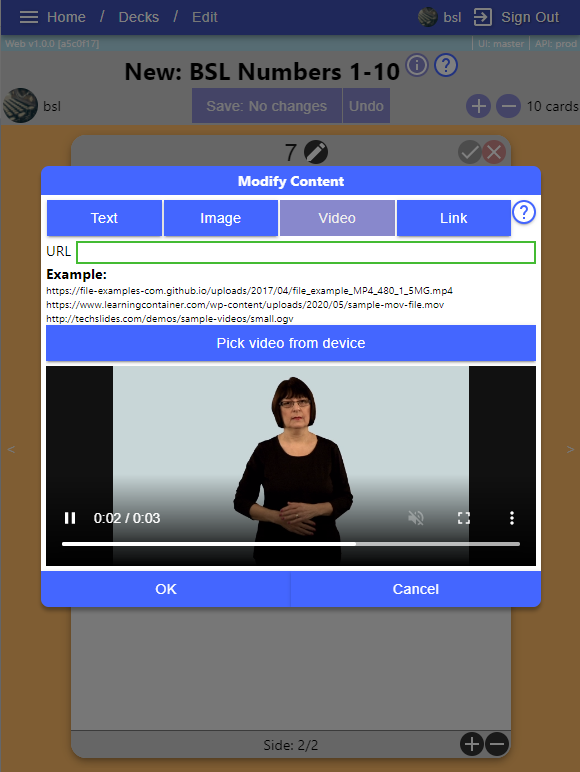 Home / Decks / Edit bsl Sign Out
Web v1.0.0 [a5c0f17] UI: master API: prod
New: BSL Numbers 1-10
bsl Save: No changes Undo 10 cards
7
Modify Content
Text Image Video Link
URL
Example:
https://file-examples-com.github.io/uploads/2017/04/file_example_MP4_480_1_5MG.mp4
https://www.learningcontainer.com/wp-content/uploads/2020/05/sample-mov-file.mov
http://techslides.com/demos/sample-videos/small.ogv
Pick video from device
< >
0:02 / 0:03
OK Cancel
Side: 2/2